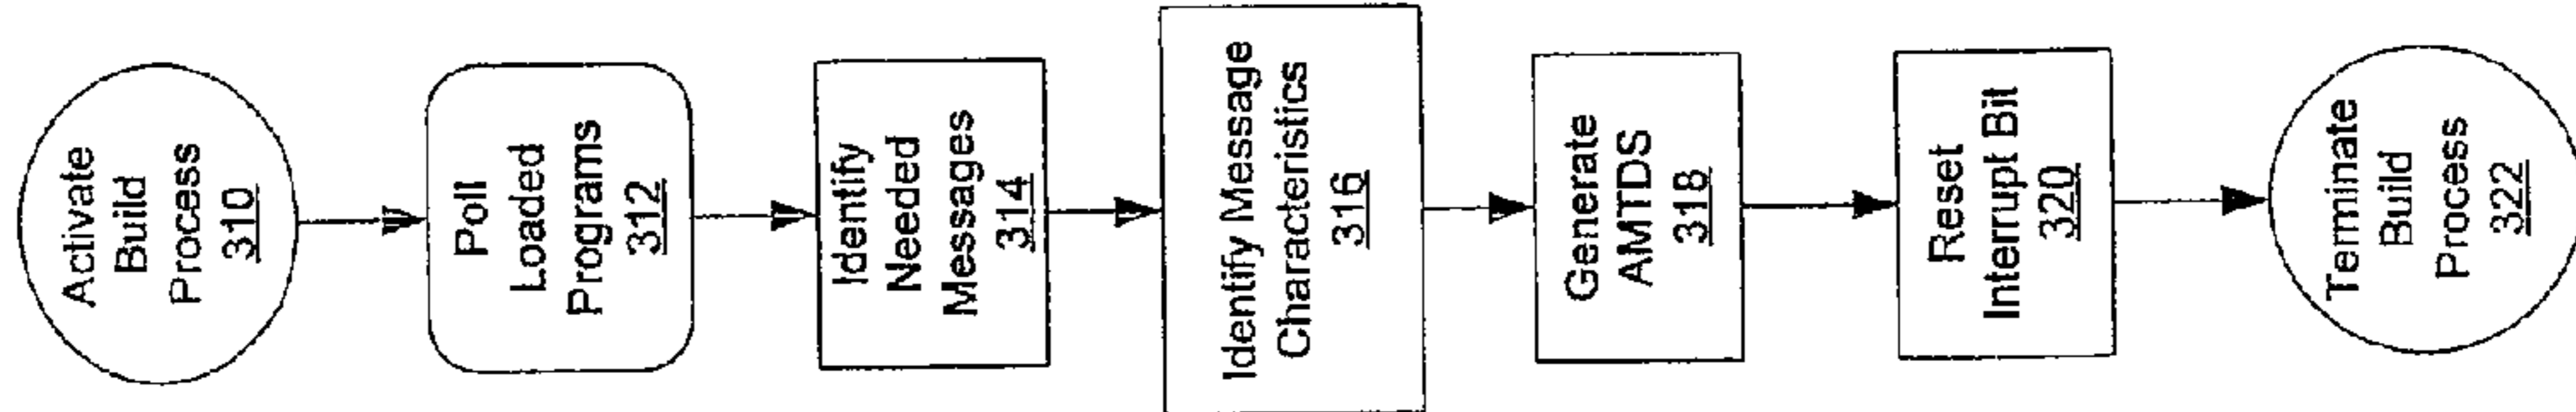 Activate
Build
Process
310
Poll
Loaded
Programs
312
Identify
Needed
Messages
314
Identify Message
Characteristics
316
Generate
AMTDS
318
Reset
Interrupt Bit
320
Terminate
Build
Process
322